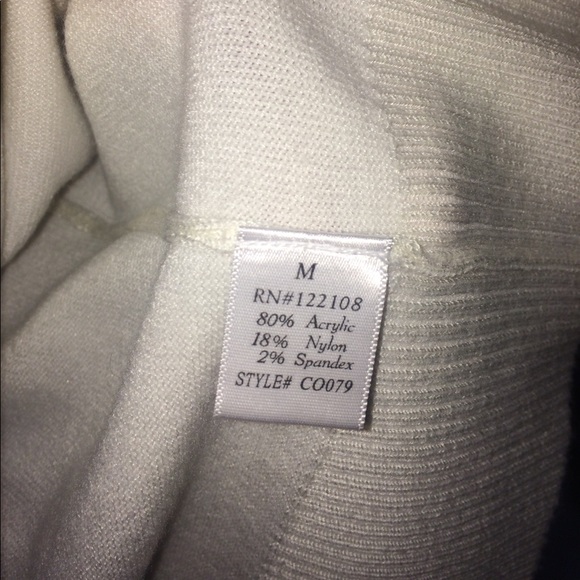 M
RN#122108
80% Acrylic
18% Nylon
2% Spandex
STYLE# CO079